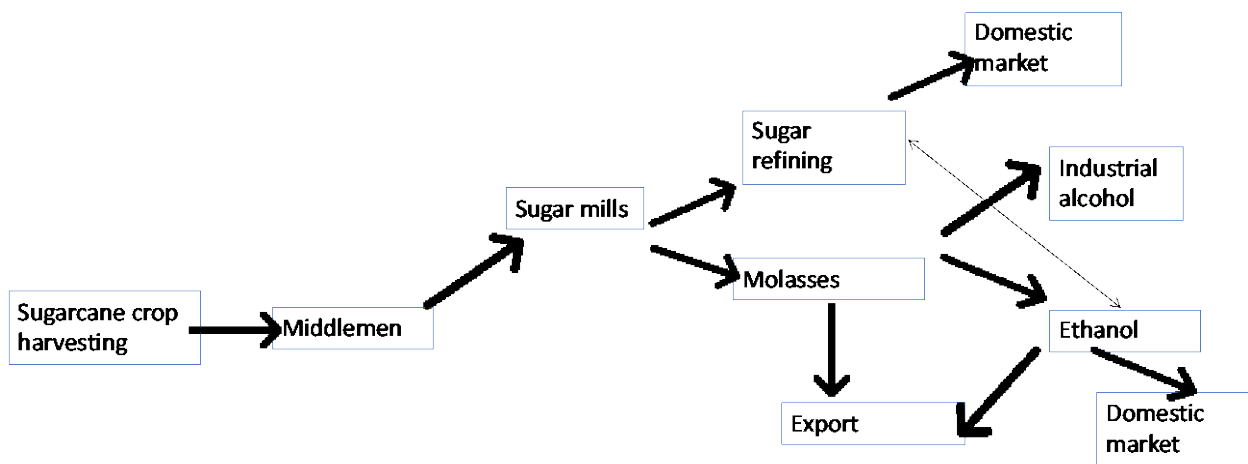 Domestic
market
Sugar
refining
Industrial
alcohol
Sugar mills
Molasses
Sugarcane crop
harvesting
Middlemen
Ethanol
Export
Domestic
market